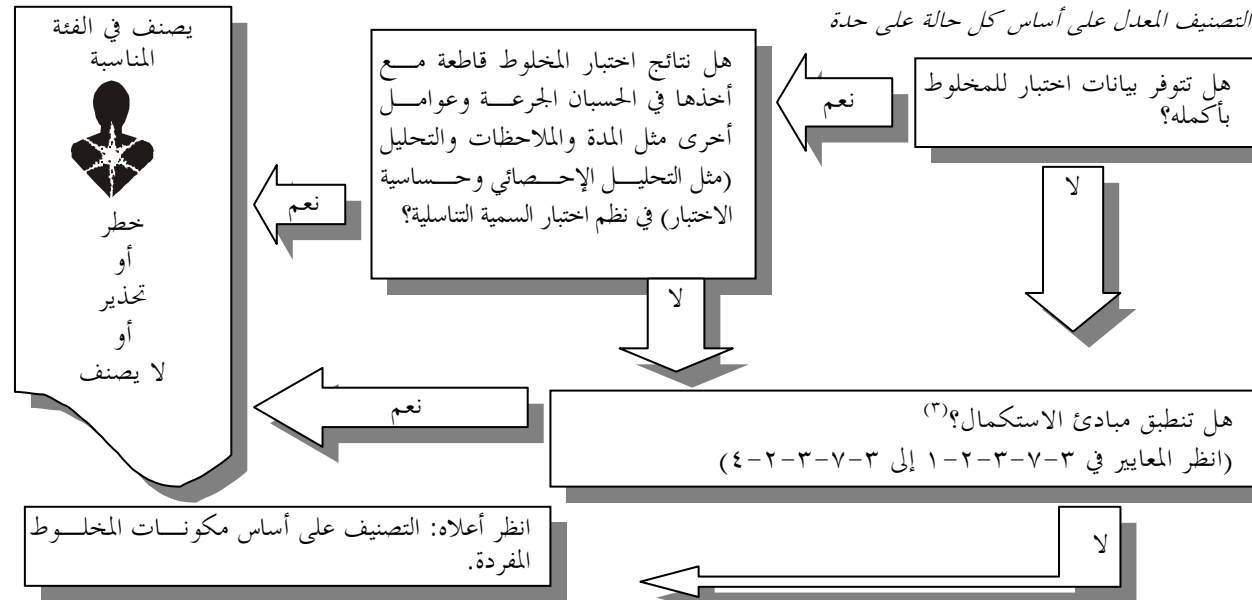 التصنيف المعدل على أساس كل حالة على حدة
هل تتوفر بيانات اختبار للمخلوط
بأكمله؟
نعم
هل نتائج اختبار المخلوط قاطعة مع
أخذها في الحسبان الجرعة وعوامل
أخرى مثل المدة والملاحظات والتحليل
(مثل التحليل الإحصائي وحساسية
الاختبار) في نظم اختبار السمية التناسلية؟
نعم
يصنف في الفئة
المناسبة
خطر
أو
تحذير
أو
لا يصنف
لا
لا
هل تنطبق مبادئ الاستكمال؟(٣)
(انظر المعايير في ٣-٧-٣-٢-١ إلى ٣-٧-٣-٢-٤)
نعم
لا
انظر أعلاه: التصنيف على أساس مكونات المخلوط
المفردة.